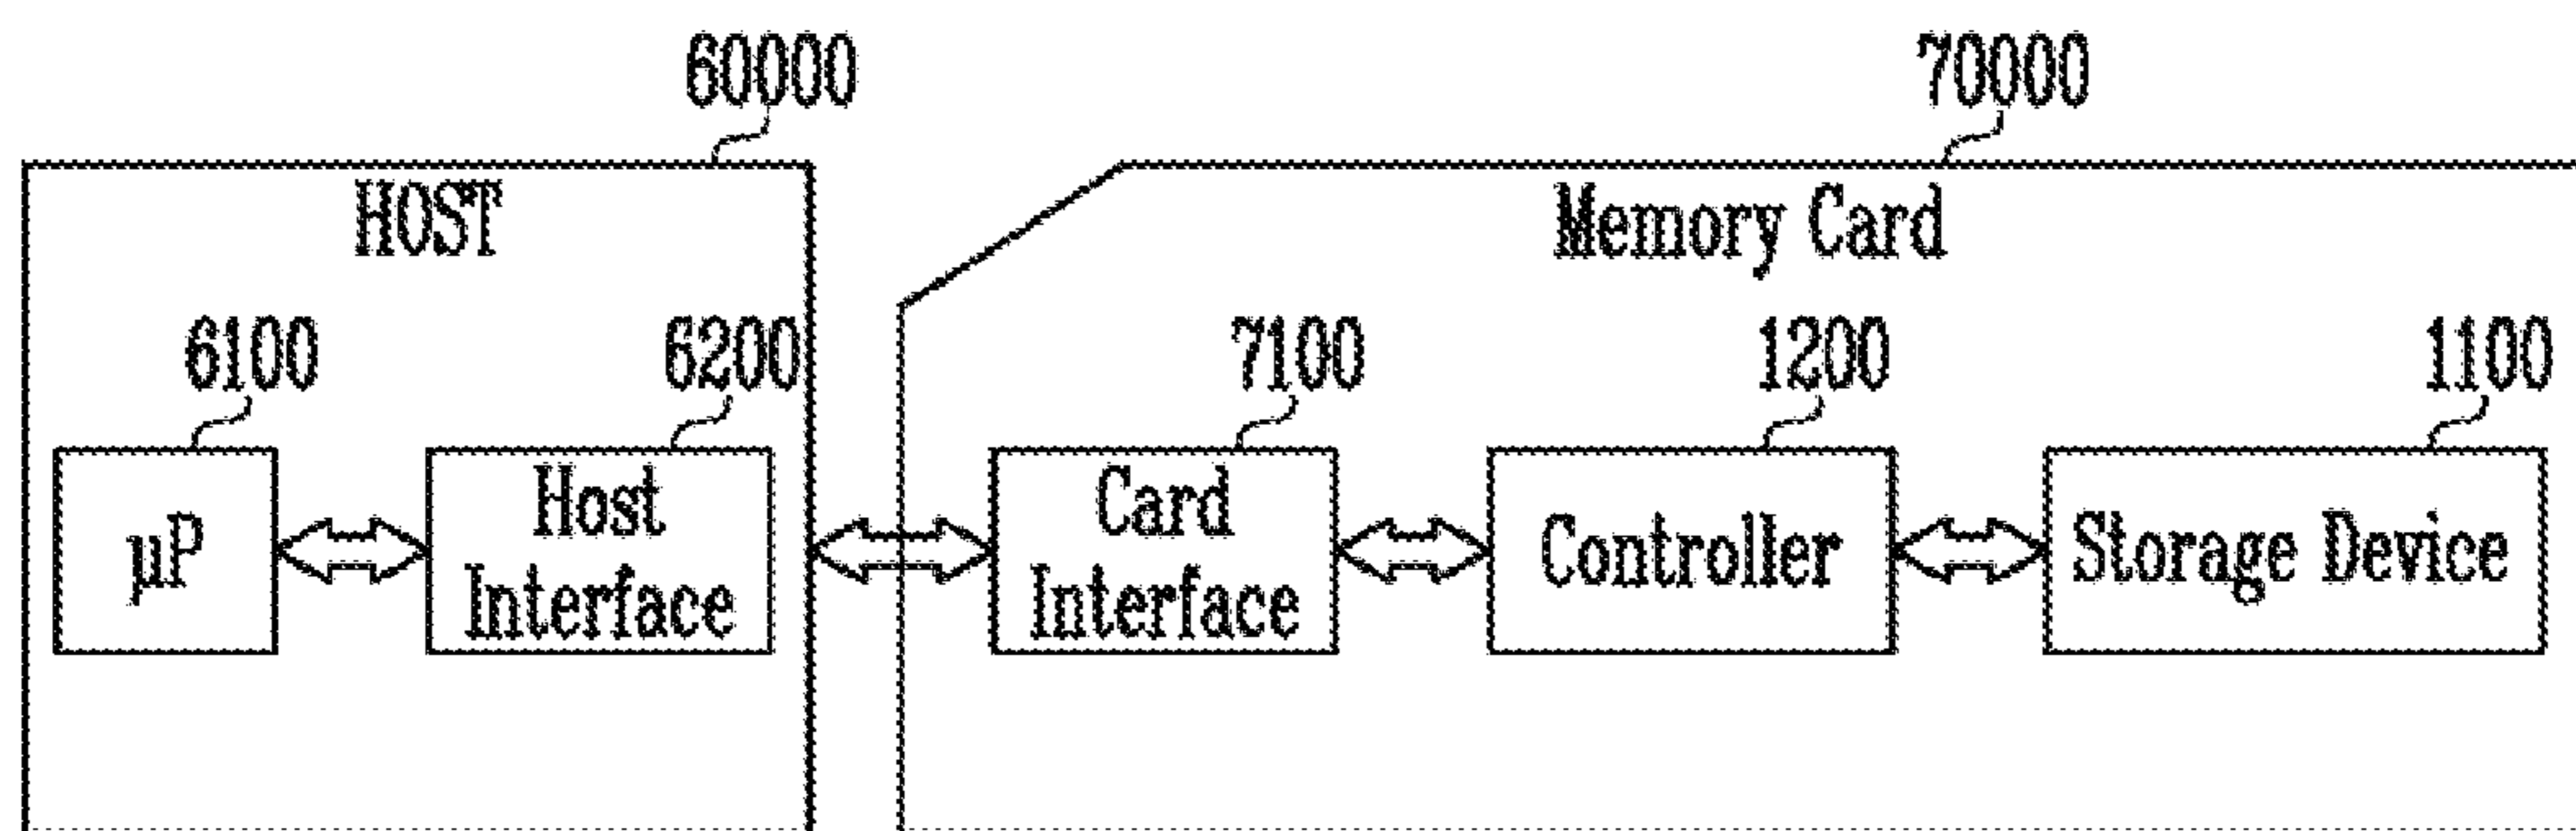 60000
70000
HOST
Memory Card
6100
6200
7100
1200
1100
μP
Host
Interface
Card
Interface
Controller
Storage Device